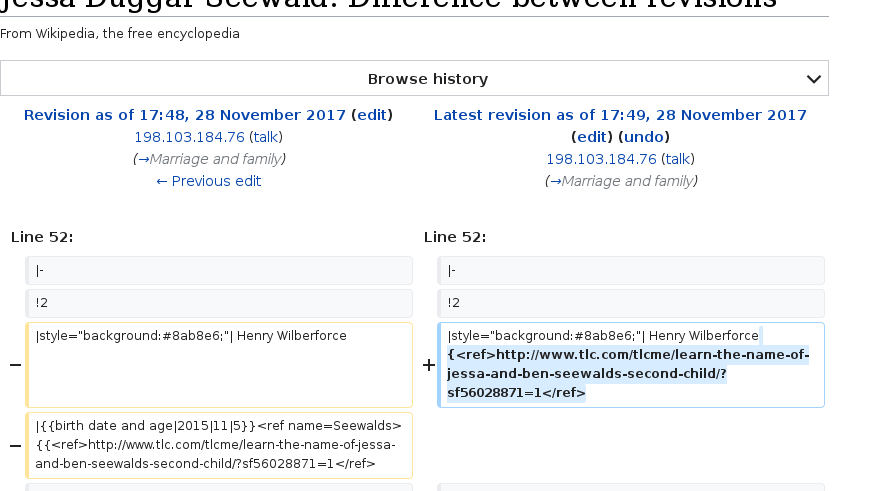 Jessa Duggar Seewald: Difference between revisions
From Wikipedia, the free encyclopedia
Browse history
Revision as of 17:48, 28 November 2017 (edit)
198.103.184.76 (talk)
(→Marriage and family)
← Previous edit
Latest revision as of 17:49, 28 November 2017
(edit) (undo)
198.103.184.76 (talk)
(→Marriage and family)
Line 52:
Line 52:
|-
|-
!2
!2
− |style="background:#8ab8e6;"| Henry Wilberforce
+ |style="background:#8ab8e6;"| Henry Wilberforce
{<ref>http://www.tlc.com/tlcme/learn-the-name-of-
jessa-and-ben-seewalds-second-child/?
sf56028871=1</ref>
− |{{birth date and age|2015|11|5}}<ref name=Seewalds>
{{<ref>http://www.tlc.com/tlcme/learn-the-name-of-jessa-
and-ben-seewalds-second-child/?sf56028871=1</ref>